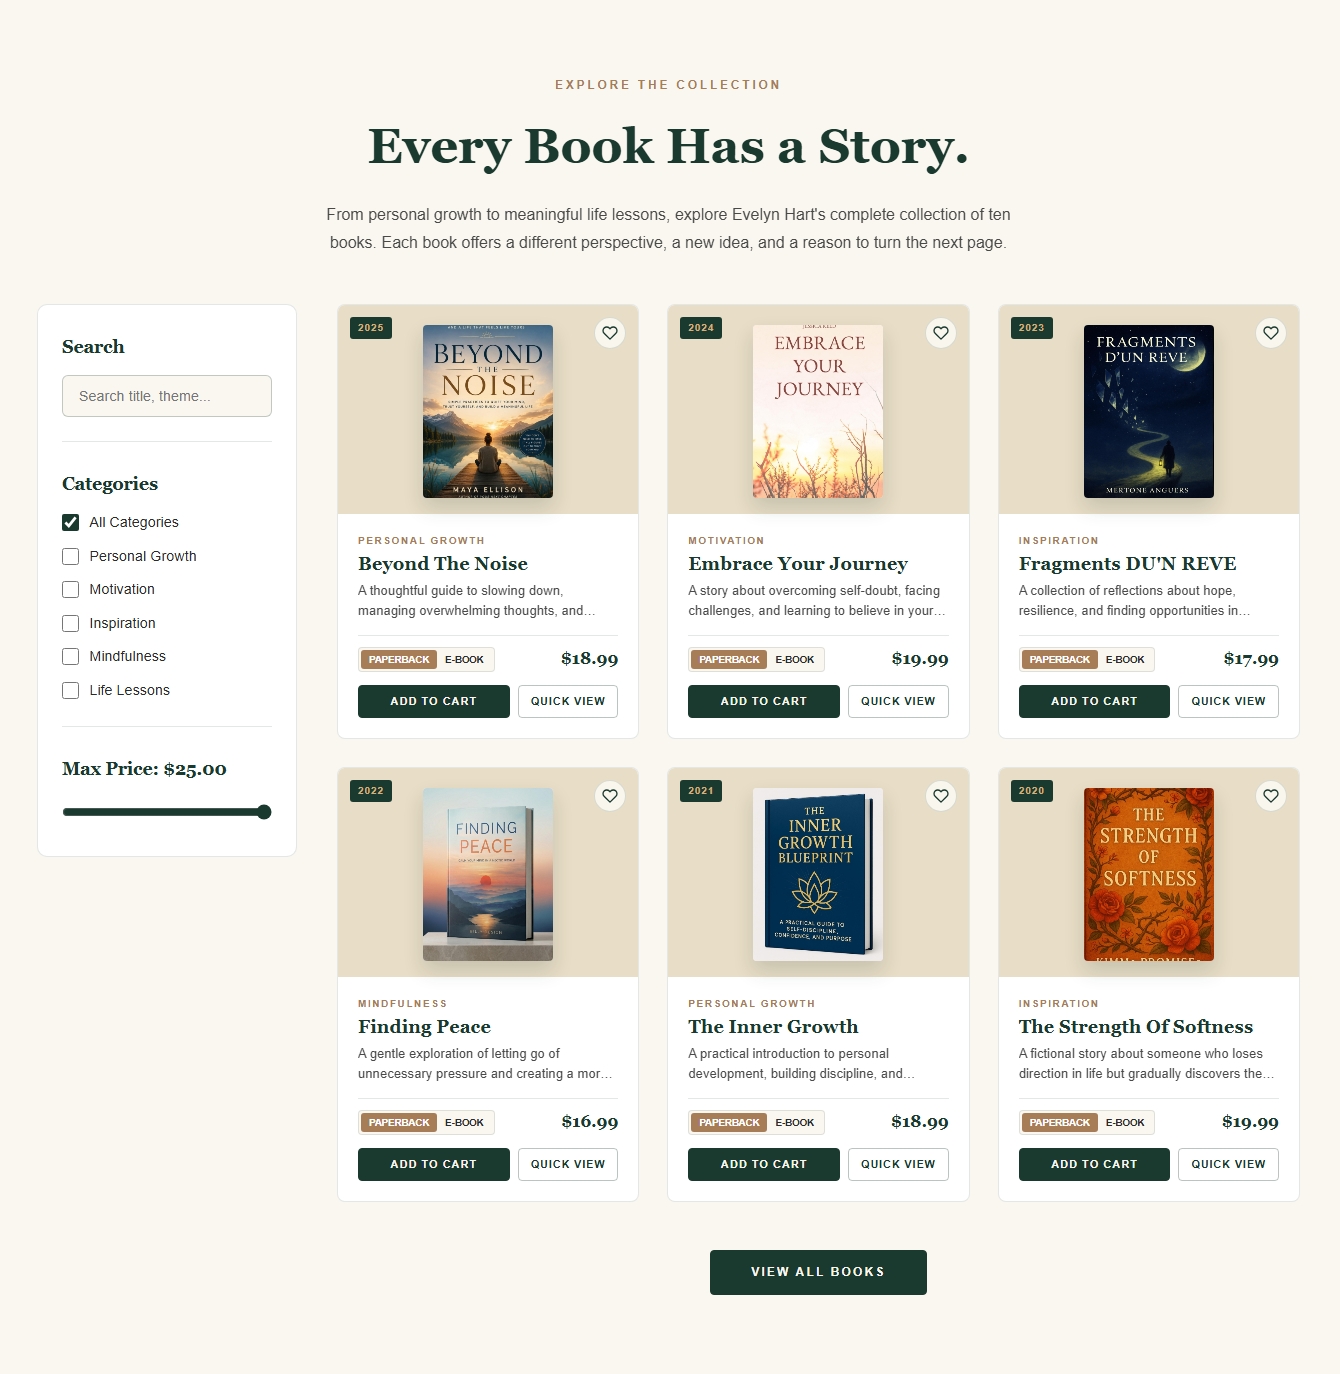 EXPLORE THE COLLECTION
Every Book Has a Story.
From personal growth to meaningful life lessons, explore Evelyn Hart's complete collection of ten
books. Each book offers a different perspective, a new idea, and a reason to turn the next page.
Search
Search title, theme...
Categories
All Categories
Personal Growth
Motivation
Inspiration
Mindfulness
Life Lessons
Max Price: $25.00
2025
BEYOND
THE
NOISE
MAYA ELLISON
PERSONAL GROWTH
Beyond The Noise
A thoughtful guide to slowing down,
managing overwhelming thoughts, and...
PAPERBACK E-BOOK $18.99
ADD TO CART QUICK VIEW
2024
EMBRACE
YOUR
JOURNEY
MOTIVATION
Embrace Your Journey
A story about overcoming self-doubt, facing
challenges, and learning to believe in your...
PAPERBACK E-BOOK $19.99
ADD TO CART QUICK VIEW
2023
FRAGMENTS
D'UN REVE
MERTONE ANGUERS
INSPIRATION
Fragments DU'N REVE
A collection of reflections about hope,
resilience, and finding opportunities in...
PAPERBACK E-BOOK $17.99
ADD TO CART QUICK VIEW
2022
FINDING
PEACE
MINDFULNESS
Finding Peace
A gentle exploration of letting go of
unnecessary pressure and creating a mor...
PAPERBACK E-BOOK $16.99
ADD TO CART QUICK VIEW
2021
THE
INNER
GROWTH
BLUEPRINT
A PRACTICAL GUIDE TO
SELF-DISCIPLINE,
CONFIDENCE, AND PURPOSE
PERSONAL GROWTH
The Inner Growth
A practical introduction to personal
development, building discipline, and...
PAPERBACK E-BOOK $18.99
ADD TO CART QUICK VIEW
2020
THE
STRENGTH
OF
SOFTNESS
INSPIRATION
The Strength Of Softness
A fictional story about someone who loses
direction in life but gradually discovers the...
PAPERBACK E-BOOK $19.99
ADD TO CART QUICK VIEW
VIEW ALL BOOKS